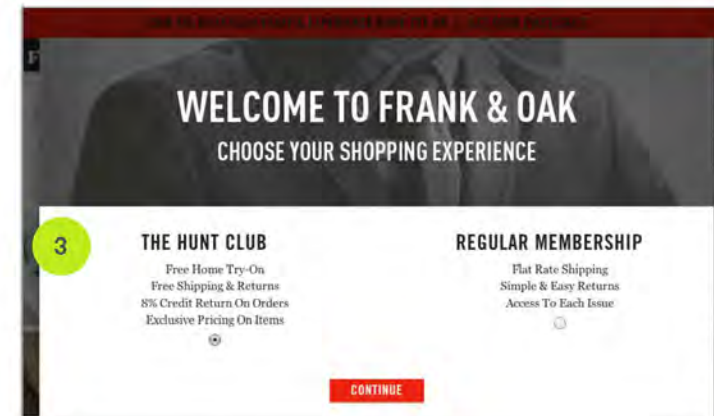 WELCOME TO FRANK & OAK
CHOOSE YOUR SHOPPING EXPERIENCE
3
THE HUNT CLUB
Free Home Try-On
Free Shipping & Returns
8% Credit Return On Orders
Exclusive Pricing On Items
REGULAR MEMBERSHIP
Flat Rate Shipping
Simple & Easy Returns
Access To Each Issue
CONTINUE